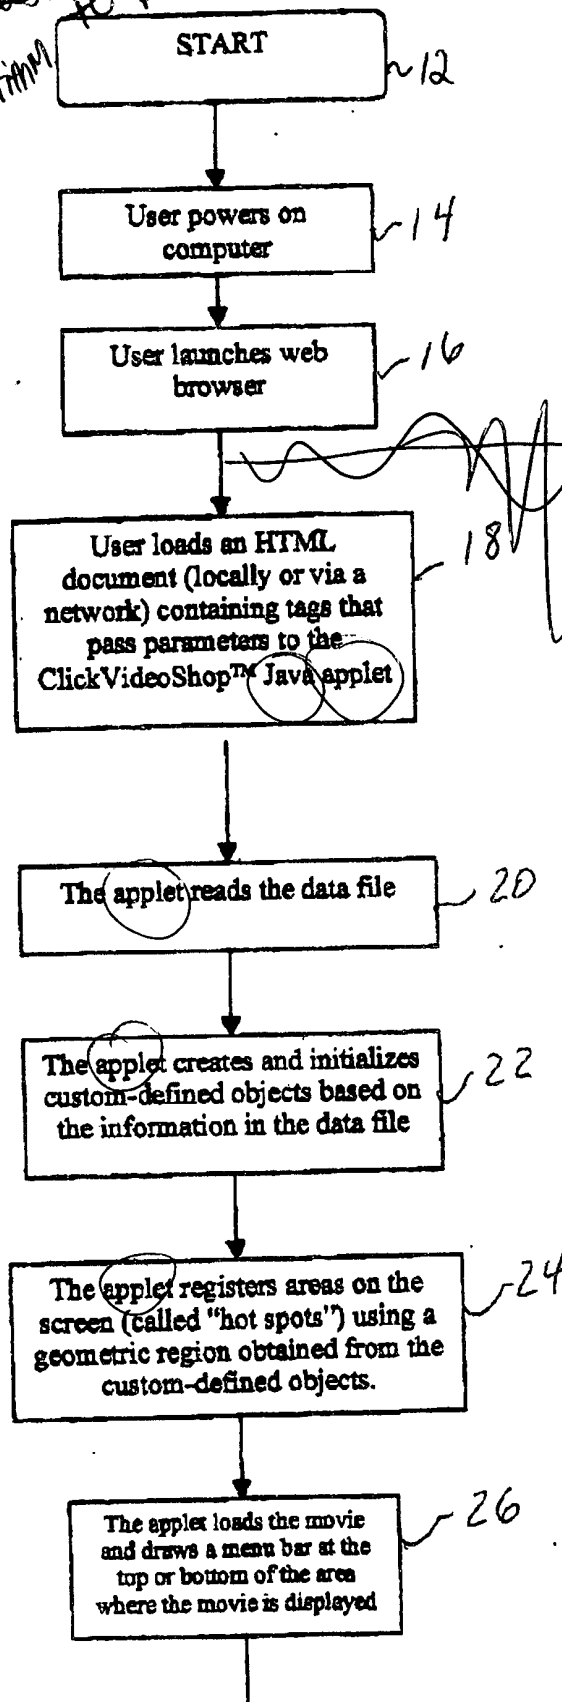 START
12
User powers on
computer
14
User launches web
browser
16
User loads an HTML
document (locally or via a
network) containing tags that
pass parameters to the
ClickVideoShop™ Java applet
18
The applet reads the data file
20
The applet creates and initializes
custom-defined objects based on
the information in the data file
22
The applet registers areas on the
screen (called "hot spots") using a
geometric region obtained from the
custom-defined objects.
24
The applet loads the movie
and draws a menu bar at the
top or bottom of the area
where the movie is displayed
26